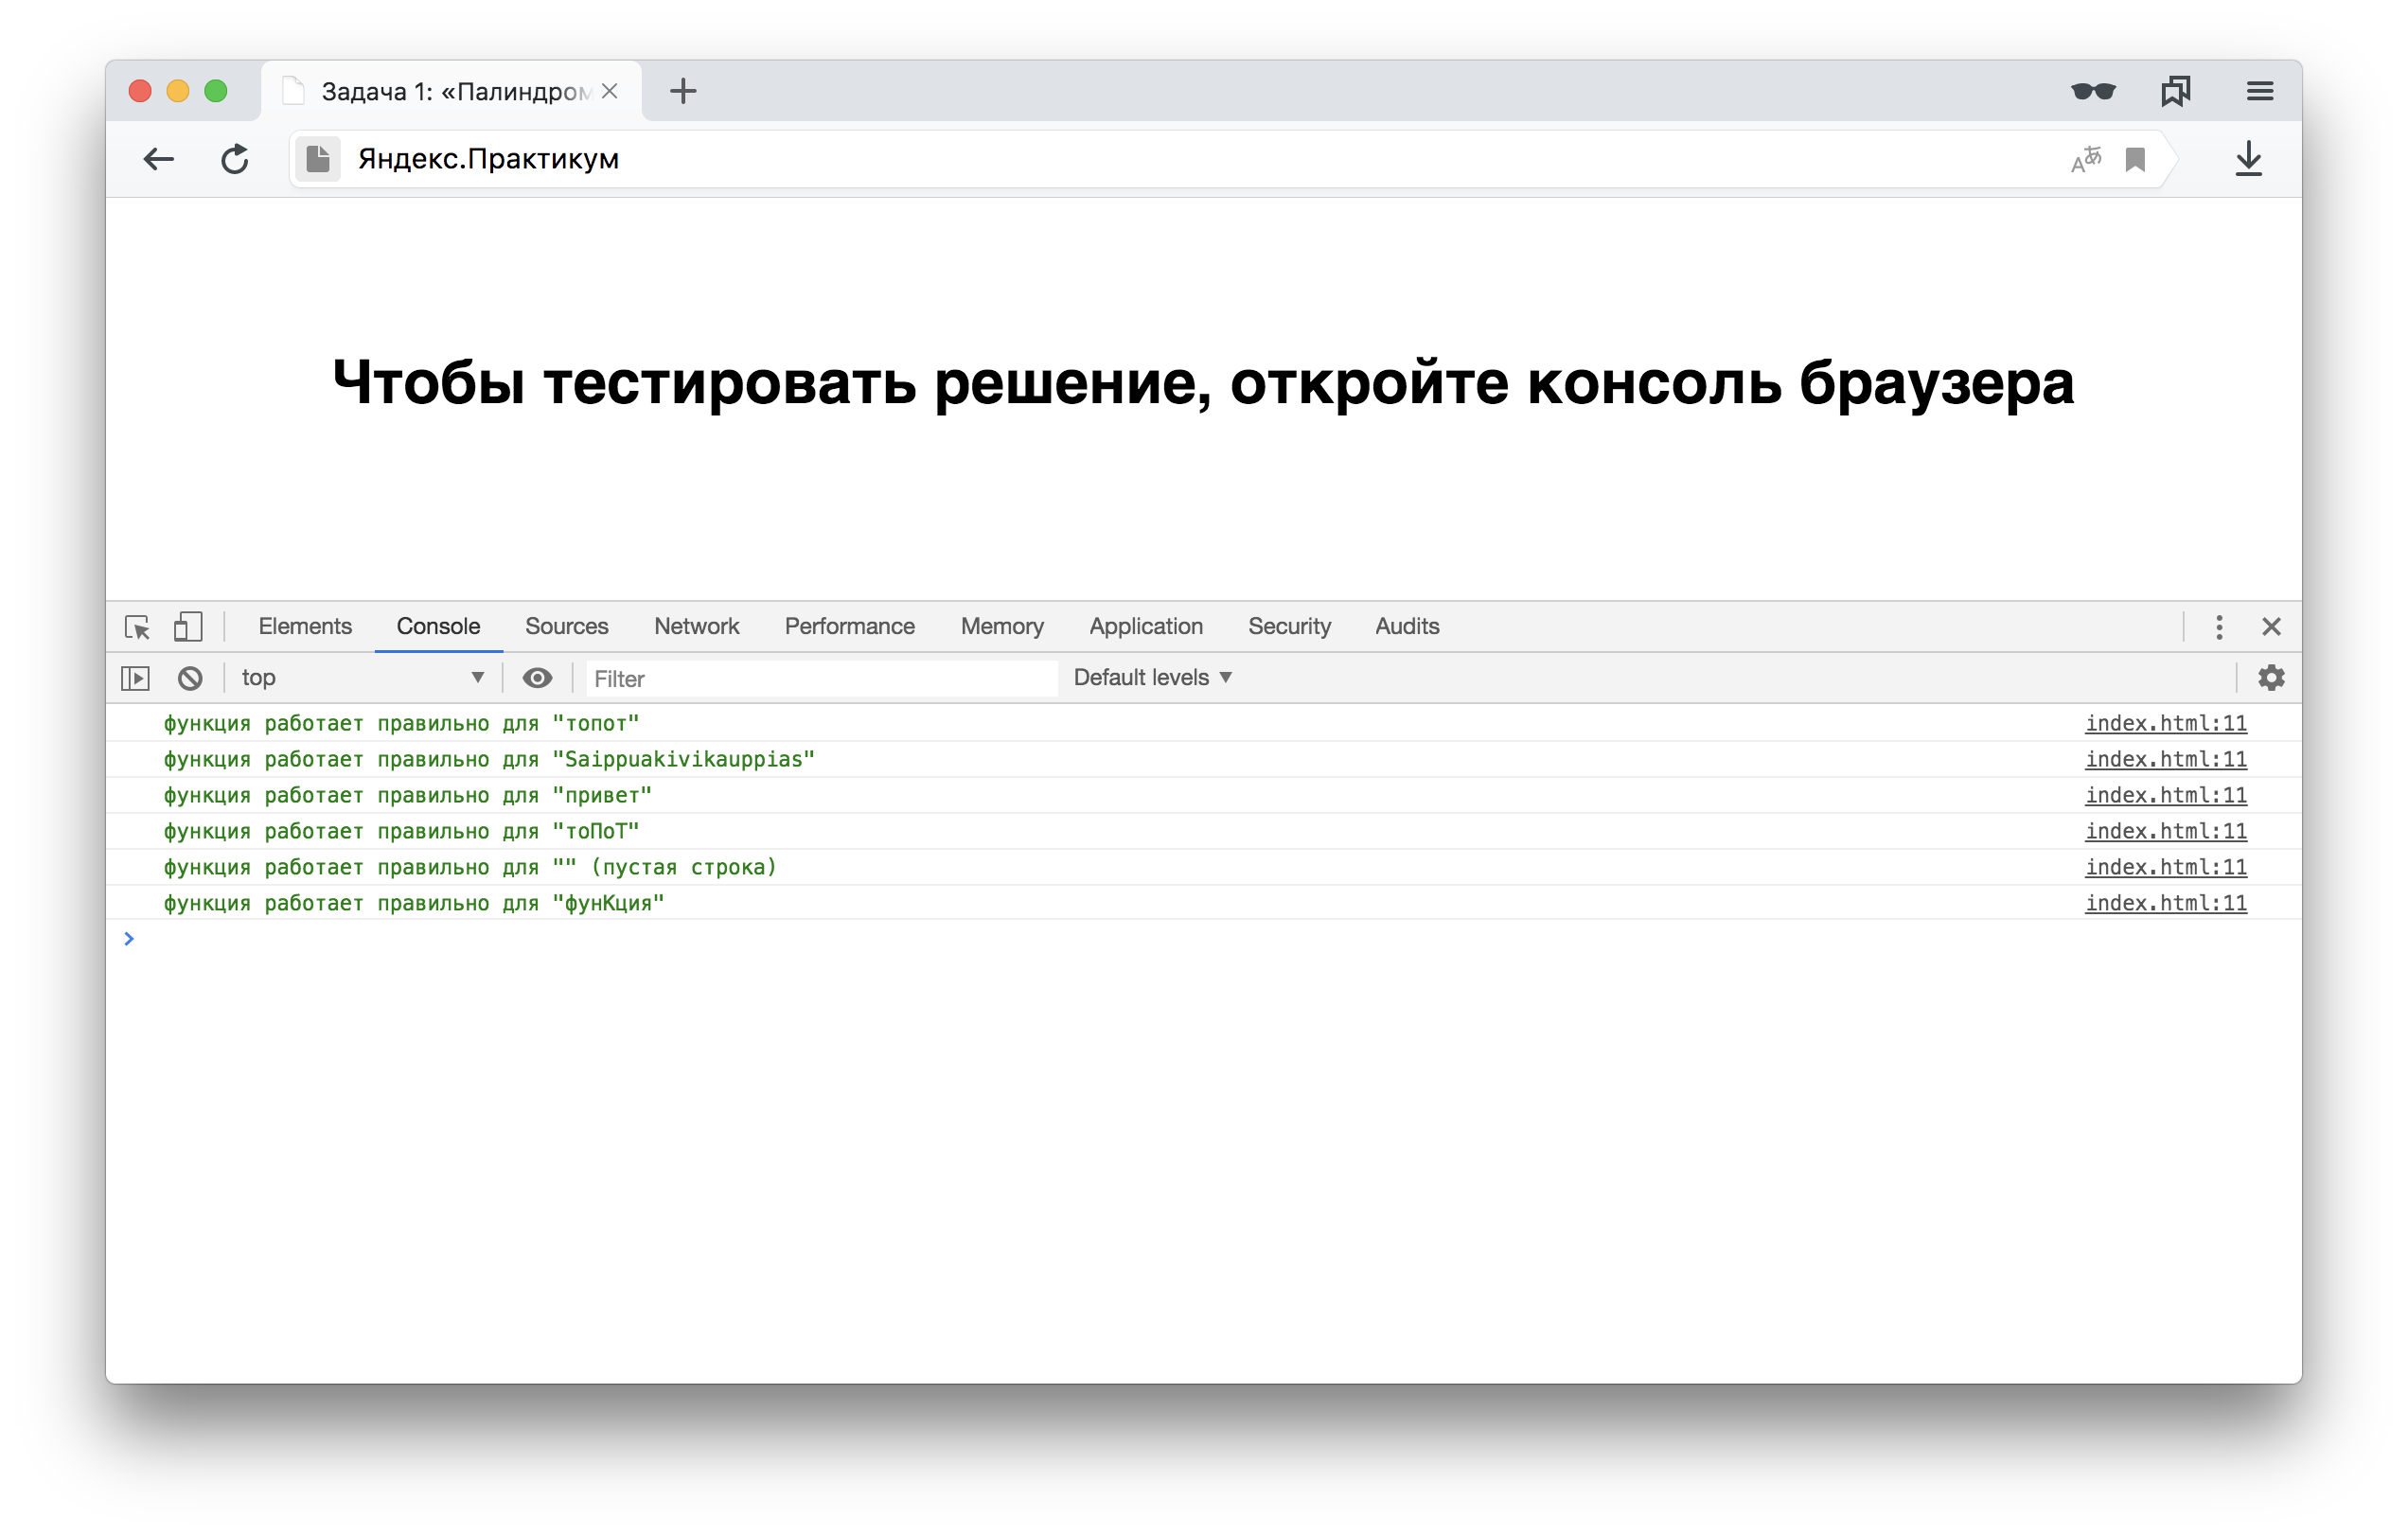 Задача 1: «Палиндром
Яндекс.Практикум
Чтобы тестировать решение, откройте консоль браузера
Elements Console Sources Network Performance Memory Application Security Audits
top Filter Default levels
функция работает правильно для "топот" index.html:11
функция работает правильно для "Saippuakivikauppias" index.html:11
функция работает правильно для "привет" index.html:11
функция работает правильно для "тоПоТ" index.html:11
функция работает правильно для "" (пустая строка) index.html:11
функция работает правильно для "фунКция" index.html:11